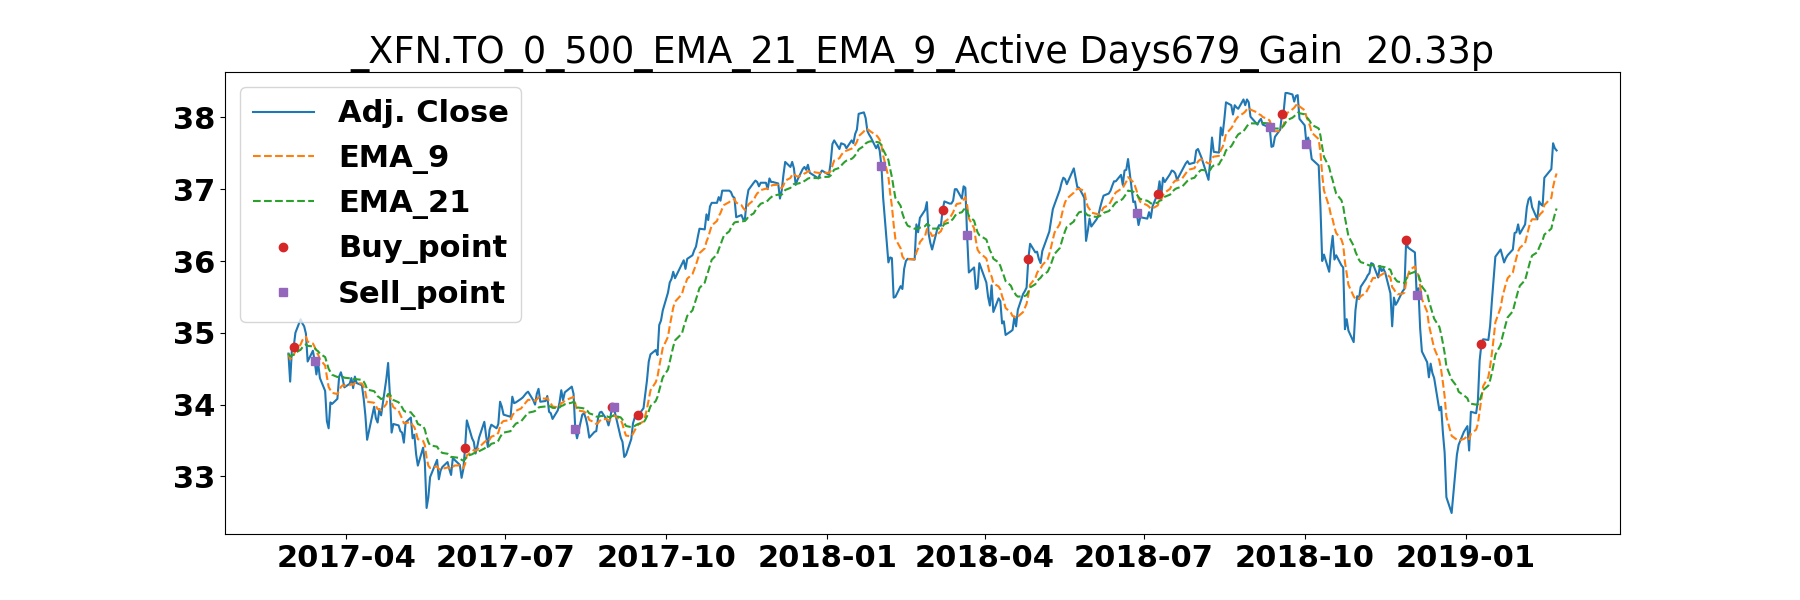 _XFN.TO_0_500_EMA_21_EMA_9_Active Days679_Gain  20.33p
Adj. Close
EMA_9
EMA_21
Buy_point
Sell_point
38
37
36
35
34
33
2017-04 2017-07 2017-10 2018-01 2018-04 2018-07 2018-10 2019-01